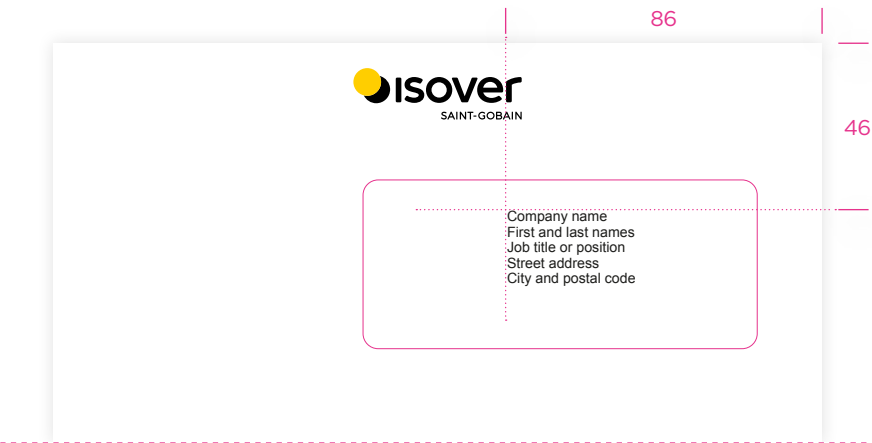 86
ISOVer
SAINT-GOBAIN
46
Company name
First and last names
Job title or position
Street address
City and postal code